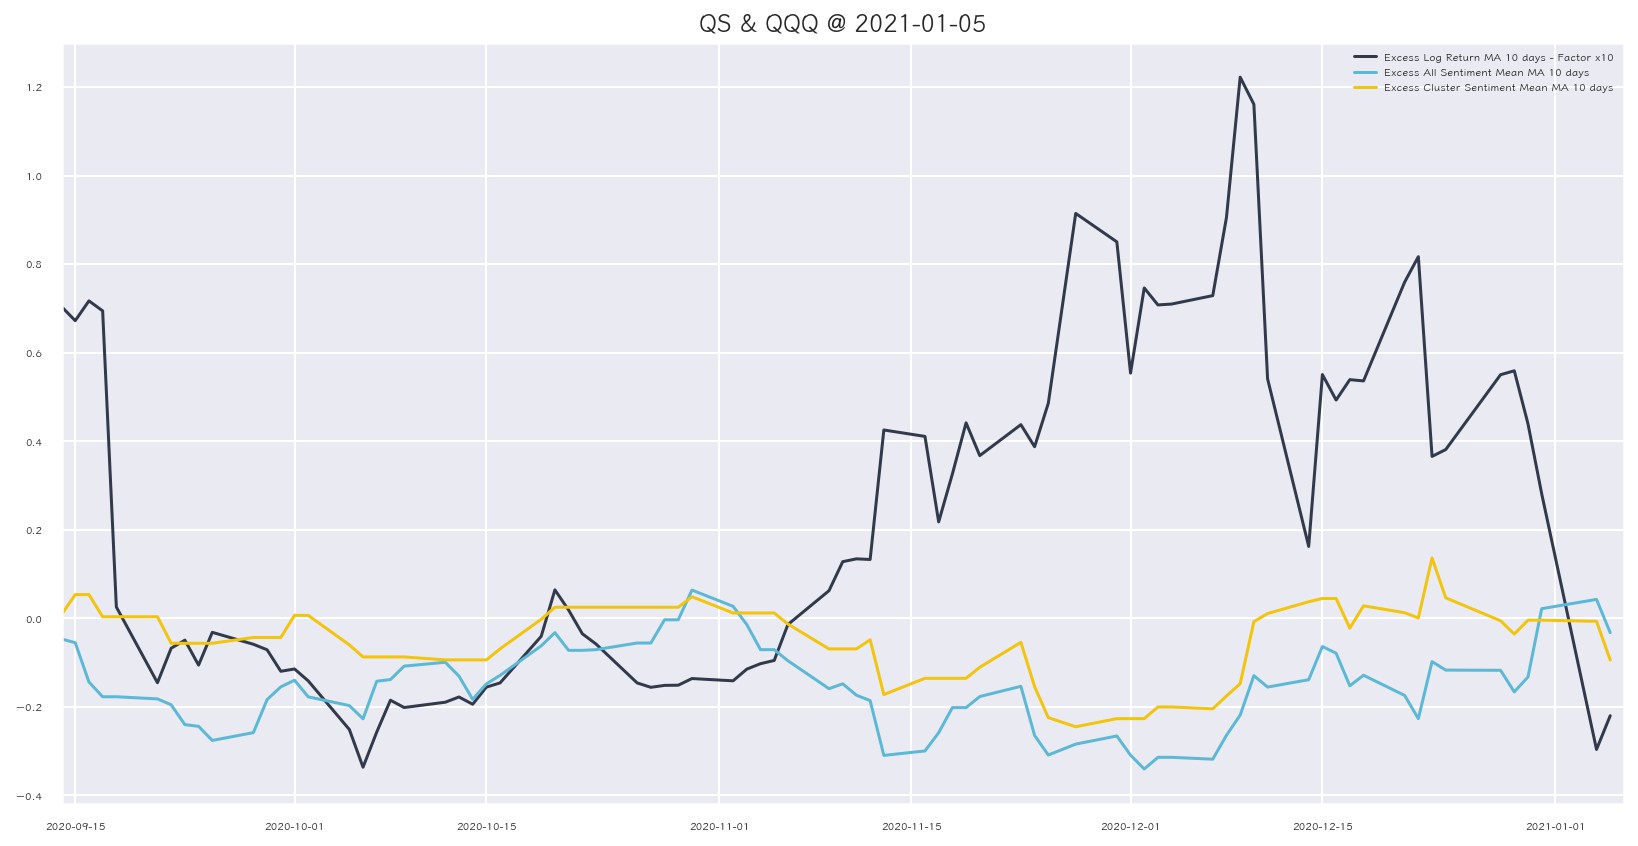 QS & QQQ @ 2021-01-05
Excess Log Return MA 10 days - Factor x10
Excess All Sentiment Mean MA 10 days
Excess Cluster Sentiment Mean MA 10 days
1.2
1.0
0.8
0.6
0.4
0.2
0.0
−0.2
−0.4
2020-09-15 2020-10-01 2020-10-15 2020-11-01 2020-11-15 2020-12-01 2020-12-15 2021-01-01